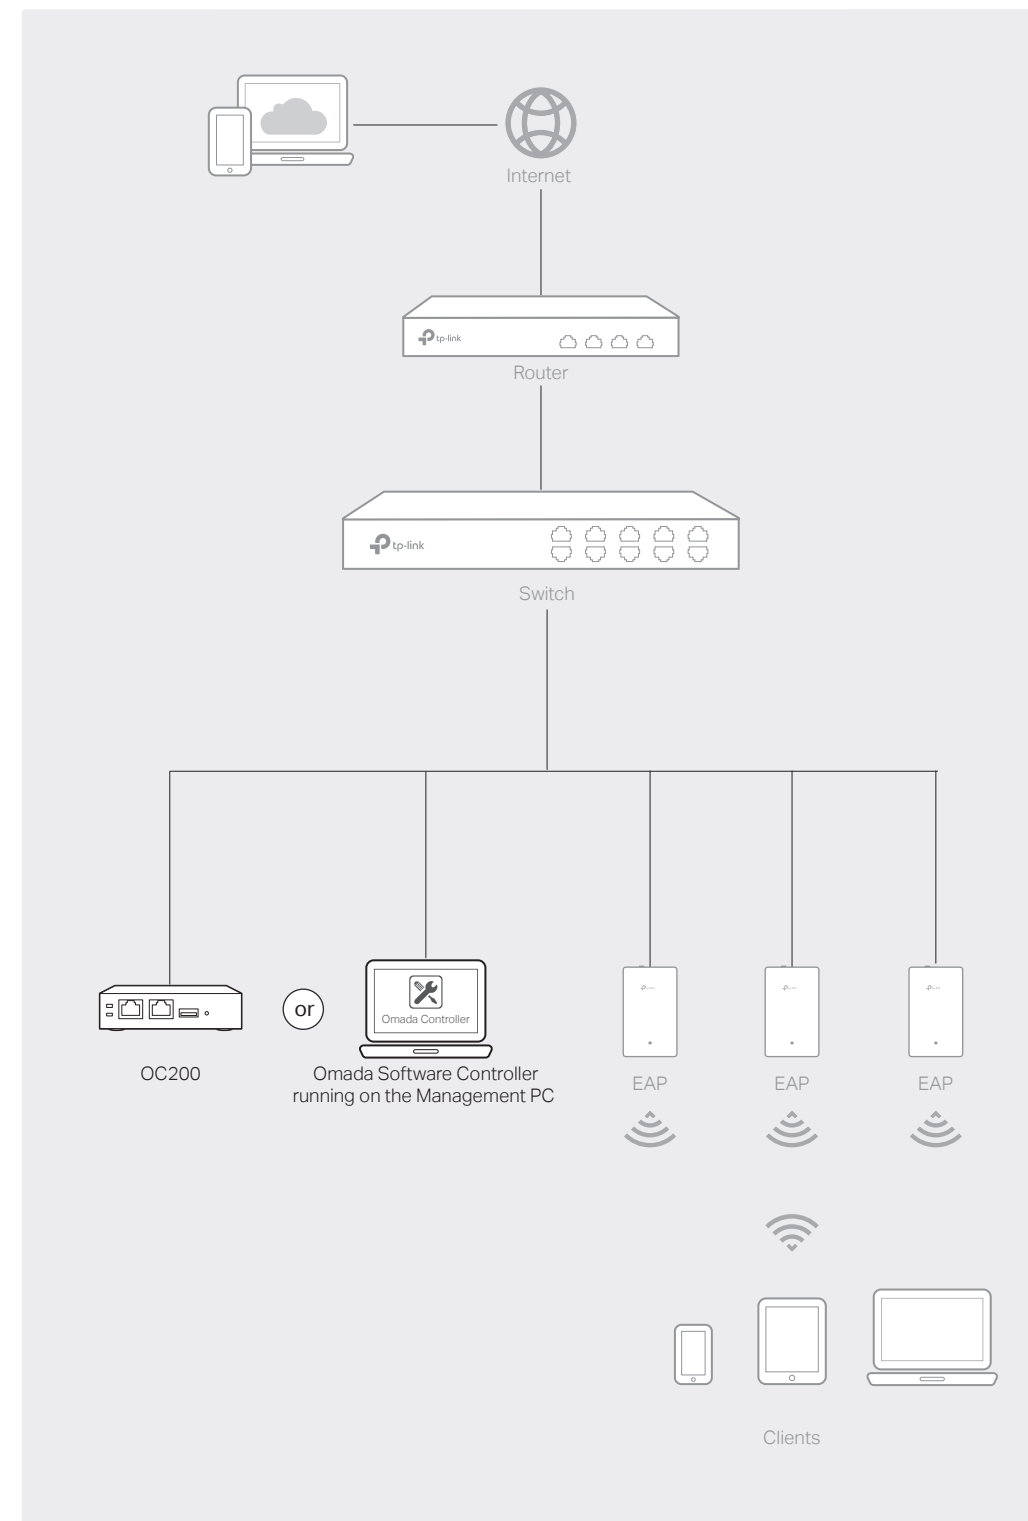 Internet
tp-link
Router
tp-link
Switch
or
Omada Controller
OC200
Omada Software Controller
running on the Management PC
EAP
EAP
EAP
Clients